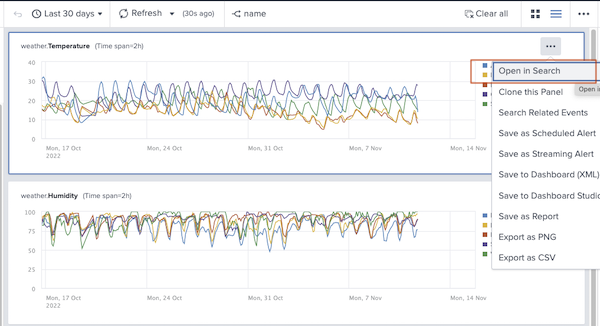 Last 30 days Refresh (30s ago) name Clear all
weather.Temperature (Time span=2h)
40
30
20
10
0
Mon, 17 Oct Mon, 24 Oct Mon, 31 Oct Mon, 7 Nov Mon, 14 Nov
2022
Open in Search
Open in
Clone this Panel
Search Related Events
Save as Scheduled Alert
Save as Streaming Alert
Save to Dashboard (XML)
Save to Dashboard Studio
Save as Report
Export as PNG
Export as CSV
weather.Humidity (Time span=2h)
100
75
50
25
0
Mon, 17 Oct Mon, 24 Oct Mon, 31 Oct Mon, 7 Nov Mon, 14 Nov
2022